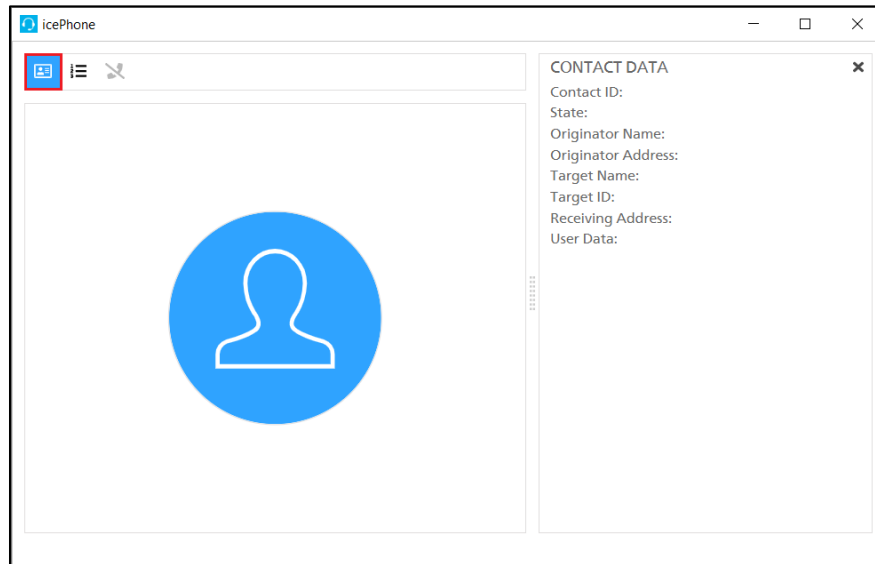 icePhone
CONTACT DATA
Contact ID:
State:
Originator Name:
Originator Address:
Target Name:
Target ID:
Receiving Address:
User Data: